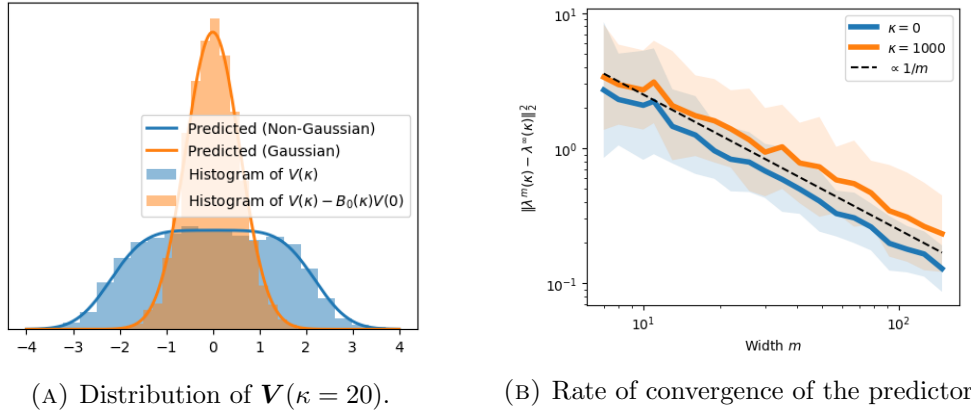 Predicted (Non-Gaussian)
Predicted (Gaussian)
Histogram of V(κ)
Histogram of V(κ) − B₀(κ)V(0)
−4 −3 −2 −1 0 1 2 3 4
(A) Distribution of V(κ = 20).
10¹
10⁰
10⁻¹
‖λᵐ(κ) − λ^∞(κ)‖₂²
κ = 0
κ = 1000
∝ 1/m
10¹ 10²
Width m
(B) Rate of convergence of the predictor